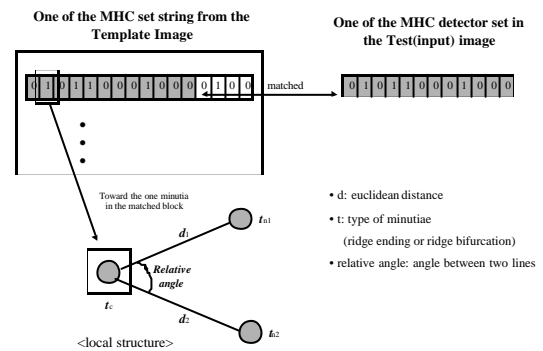 One of the MHC set string from the
Template Image
One of the MHC detector set in
the Test(input) image
0 1 0 1 1 0 0 0 1 0 0 0 0 1 0 0
matched
0 1 0 1 1 0 0 0 1 0 0 0
Toward the one minutia
in the matched block
tn1
d1
Relative
angle
tc
d2
tn2
<local structure>
• d: euclidean distance
• t: type of minutiae
(ridge ending or ridge bifurcation)
• relative angle: angle between two lines